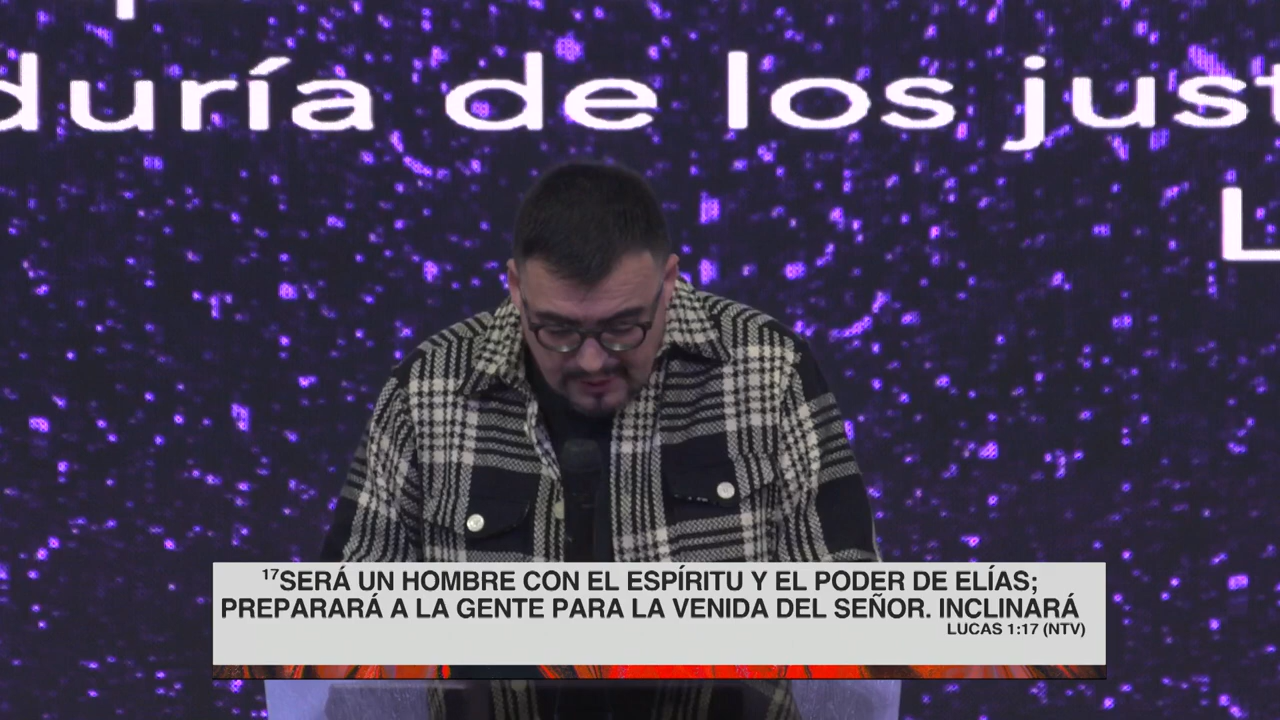 duría de los just
L
¹⁷SERÁ UN HOMBRE CON EL ESPÍRITU Y EL PODER DE ELÍAS;
PREPARARÁ A LA GENTE PARA LA VENIDA DEL SEÑOR. INCLINARÁ
LUCAS 1:17 (NTV)